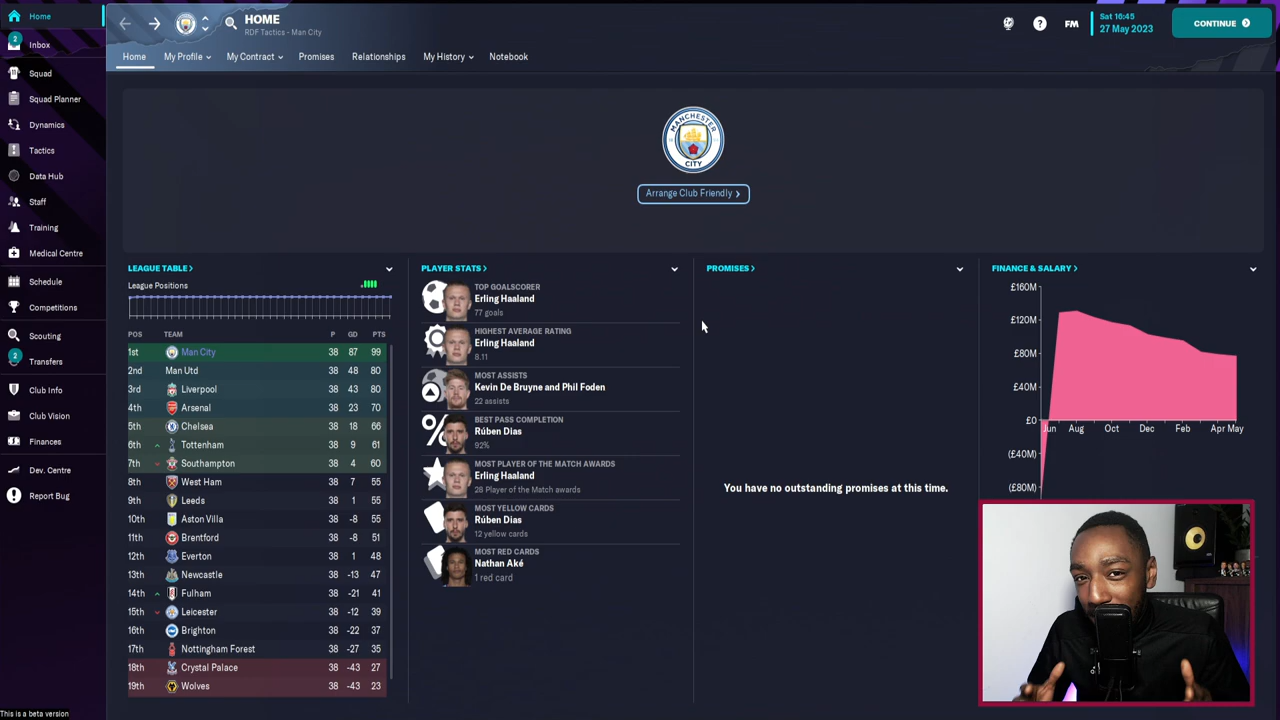 Home
2
Inbox
Squad
Squad Planner
Dynamics
Tactics
Data Hub
Staff
Training
Medical Centre
Schedule
Competitions
Scouting
2
Transfers
Club Info
Club Vision
Finances
Dev. Centre
Report Bug
This is a beta version
HOME
RDF Tactics - Man City
? FM
Sat 16:45
27 May 2023
CONTINUE
Home My Profile My Contract Promises Relationships My History Notebook
MANCHESTER
CITY
Arrange Club Friendly >
LEAGUE TABLE >
League Positions
POS TEAM P GD PTS
1st Man City 38 87 99
2nd Man Utd 38 48 80
3rd Liverpool 38 43 80
4th Arsenal 38 23 70
5th Chelsea 38 18 66
6th Tottenham 38 9 61
7th Southampton 38 4 60
8th West Ham 38 7 55
9th Leeds 38 1 55
10th Aston Villa 38 -8 55
11th Brentford 38 -8 51
12th Everton 38 1 48
13th Newcastle 38 -13 47
14th Fulham 38 -21 41
15th Leicester 38 -12 39
16th Brighton 38 -22 37
17th Nottingham Forest 38 -27 35
18th Crystal Palace 38 -43 27
19th Wolves 38 -43 23
PLAYER STATS >
TOP GOALSCORER
Erling Haaland
77 goals
HIGHEST AVERAGE RATING
Erling Haaland
8.11
MOST ASSISTS
Kevin De Bruyne and Phil Foden
22 assists
BEST PASS COMPLETION
Rúben Dias
92%
MOST PLAYER OF THE MATCH AWARDS
Erling Haaland
28 Player of the Match awards
MOST YELLOW CARDS
Rúben Dias
12 yellow cards
MOST RED CARDS
Nathan Aké
1 red card
PROMISES >
You have no outstanding promises at this time.
FINANCE & SALARY >
£160M
£120M
£80M
£40M
£0
(£40M)
(£80M)
Jun Aug Oct Dec Feb Apr May